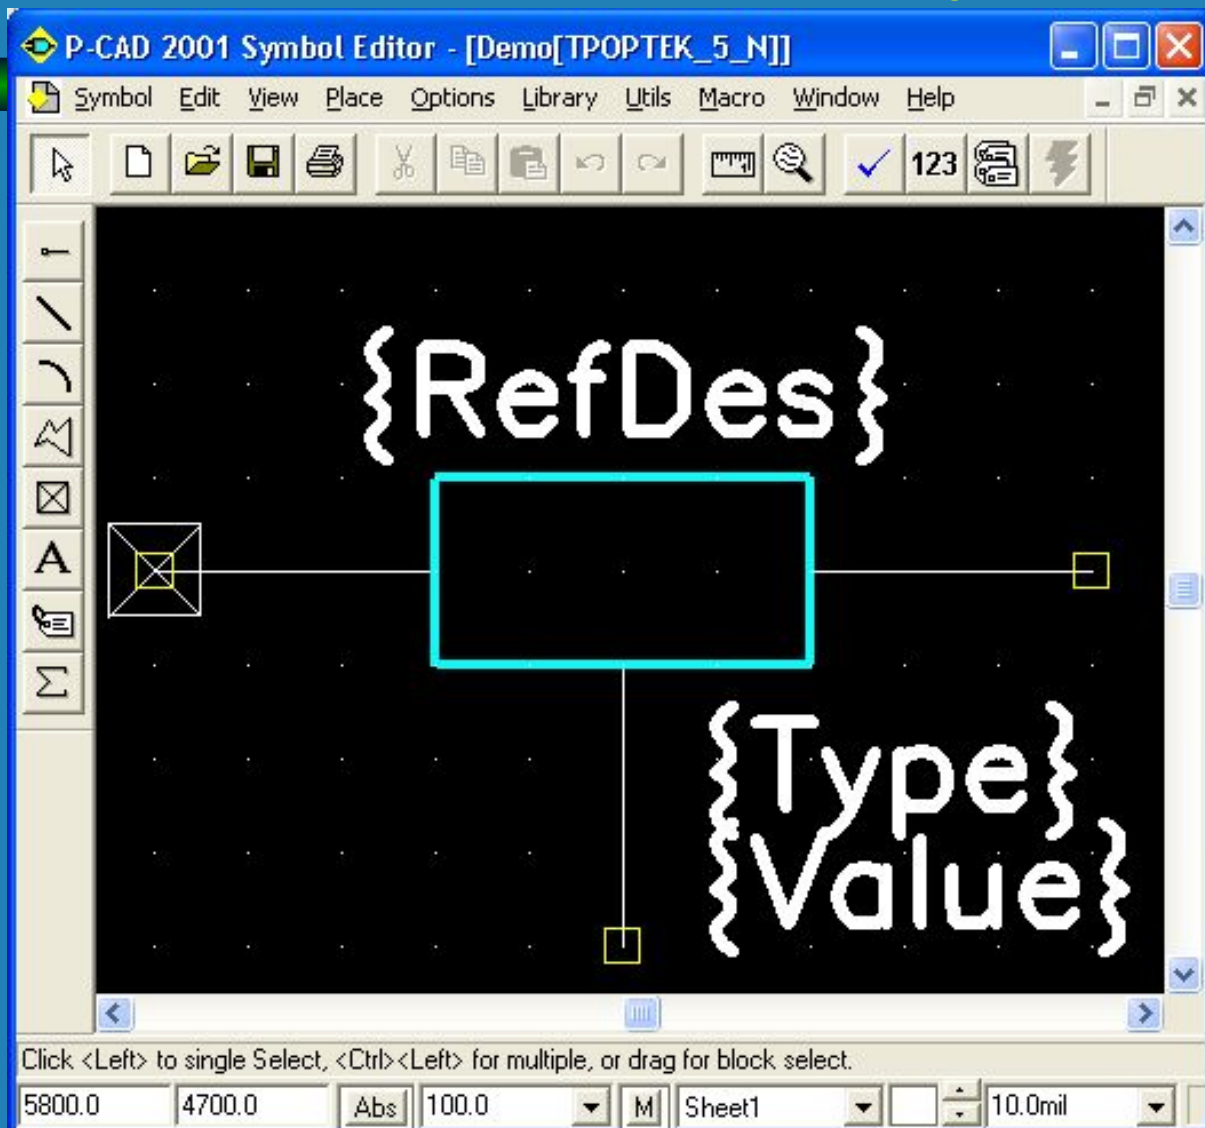 P-CAD 2001 Symbol Editor - [Demo[TPOPTEK_5_N]]
Symbol Edit View Place Options Library Utils Macro Window Help
123
A
{RefDes}
{Type}
{Value}
Click <Left> to single Select, <Ctrl><Left> for multiple, or drag for block select.
5800.0 4700.0 Abs 100.0 M Sheet1 10.0mil